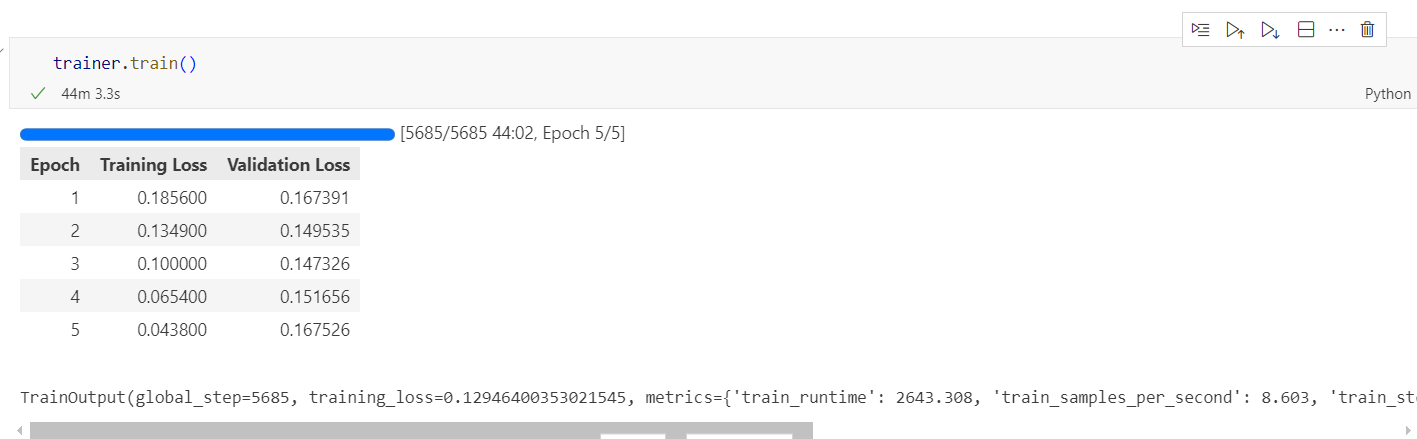 trainer.train()
44m 3.3s
Python
[5685/5685 44:02, Epoch 5/5]
Epoch Training Loss Validation Loss
1 0.185600 0.167391
2 0.134900 0.149535
3 0.100000 0.147326
4 0.065400 0.151656
5 0.043800 0.167526
TrainOutput(global_step=5685, training_loss=0.12946400353021545, metrics={'train_runtime': 2643.308, 'train_samples_per_second': 8.603, 'train_st